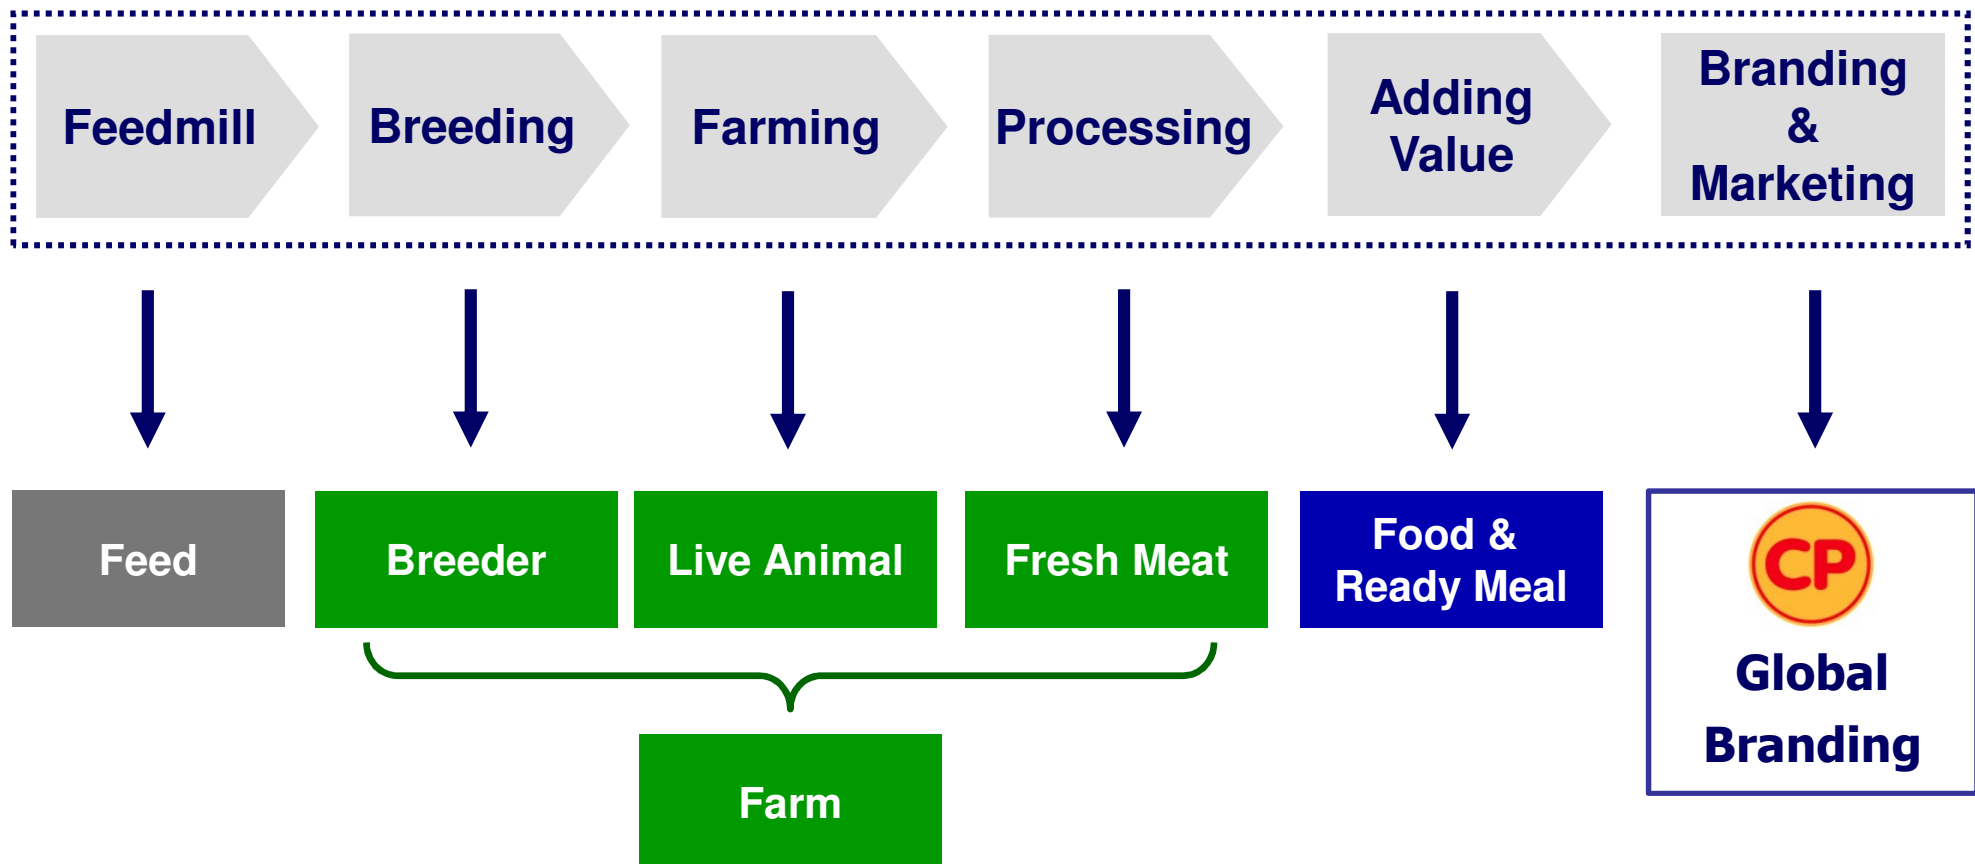 Feedmill
Breeding
Farming
Processing
Adding
Value
Branding
&
Marketing
Feed
Breeder
Live Animal
Fresh Meat
Food &
Ready Meal
CP
Global
Branding
Farm